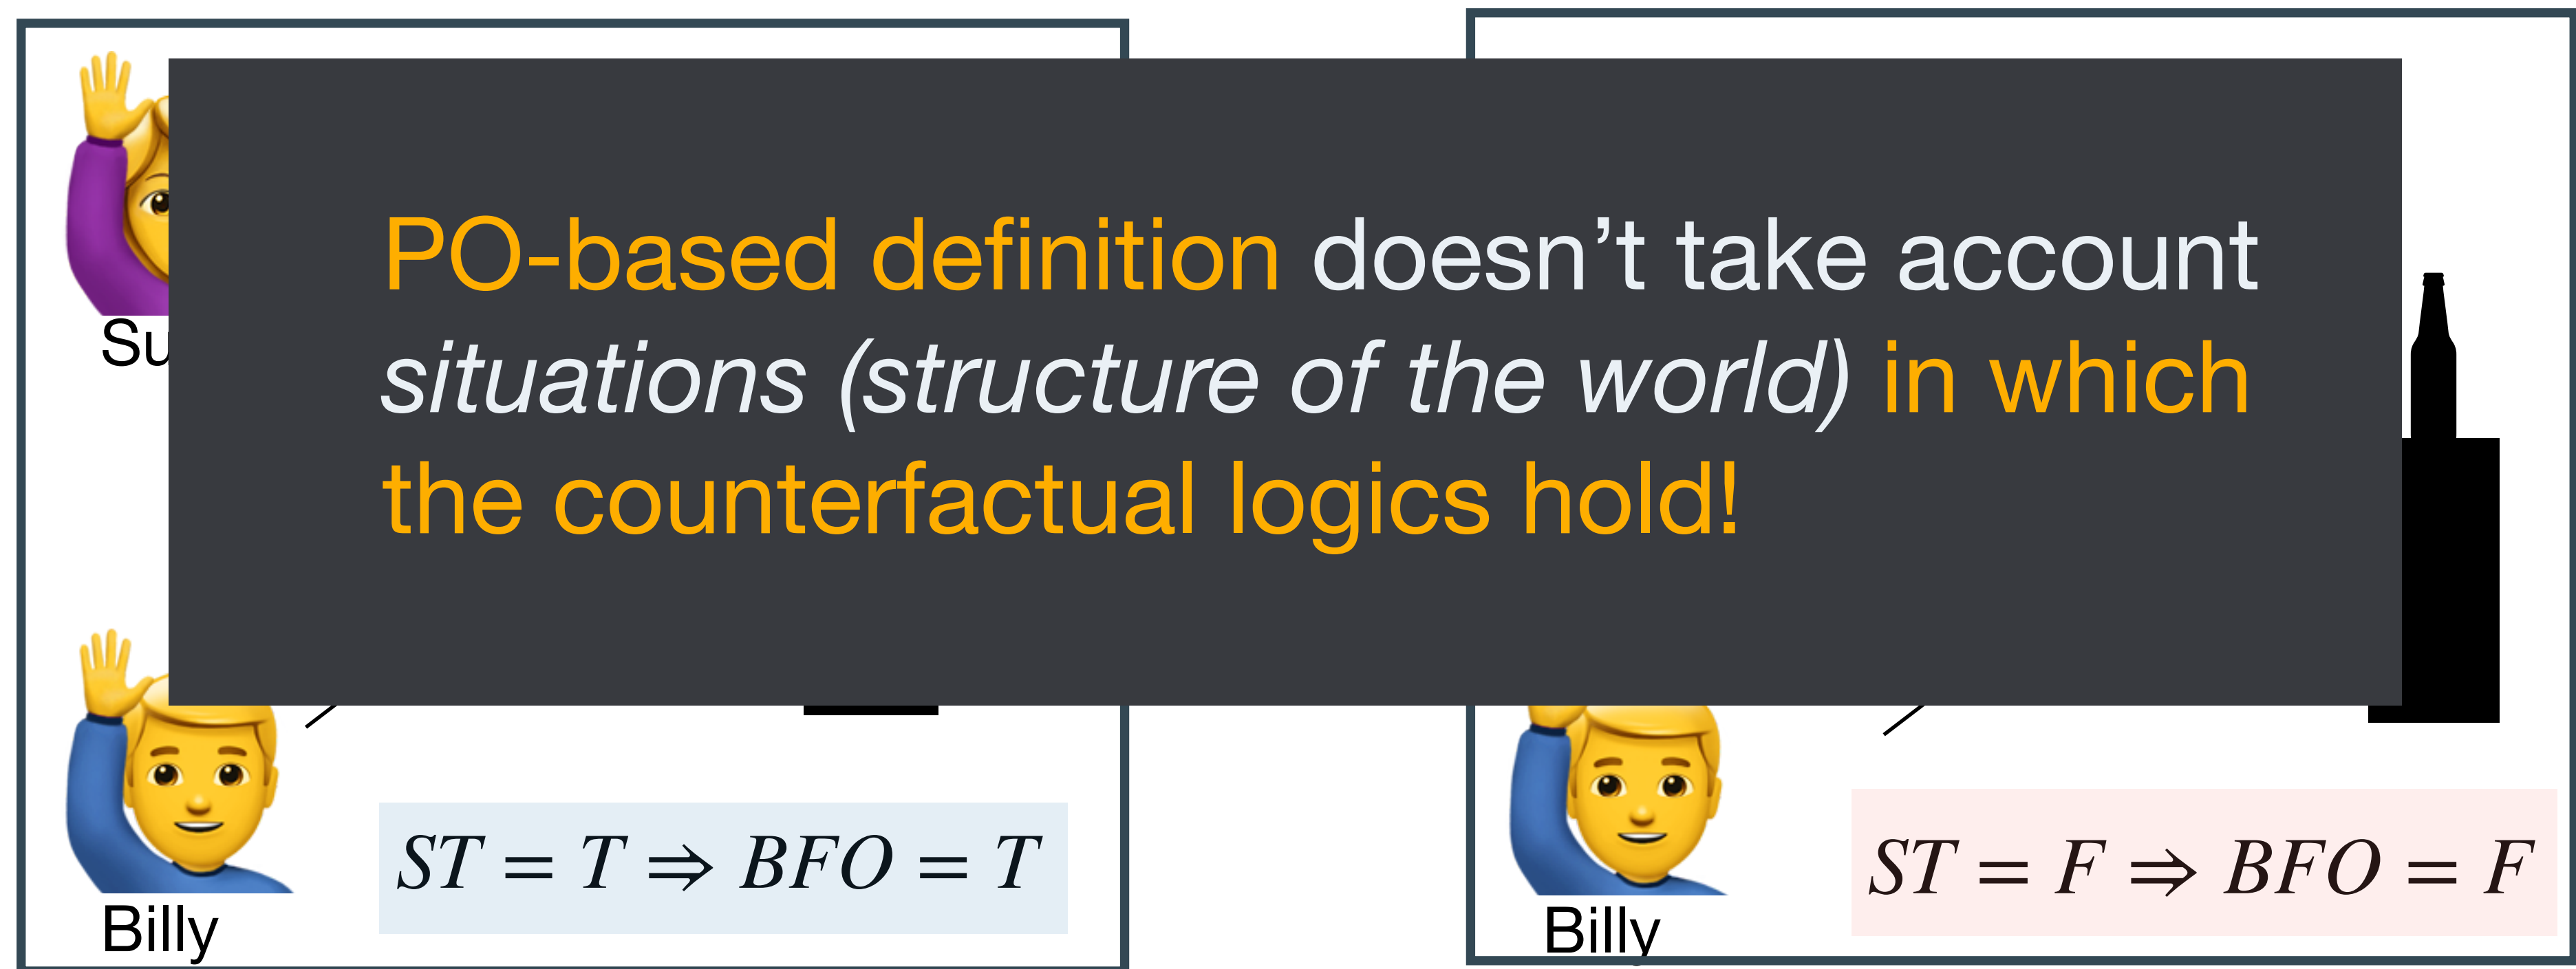 PO-based definition doesn’t take account
situations (structure of the world) in which
the counterfactual logics hold!
Su
Billy
ST = T ⇒ BFO = T
Billy
ST = F ⇒ BFO = F